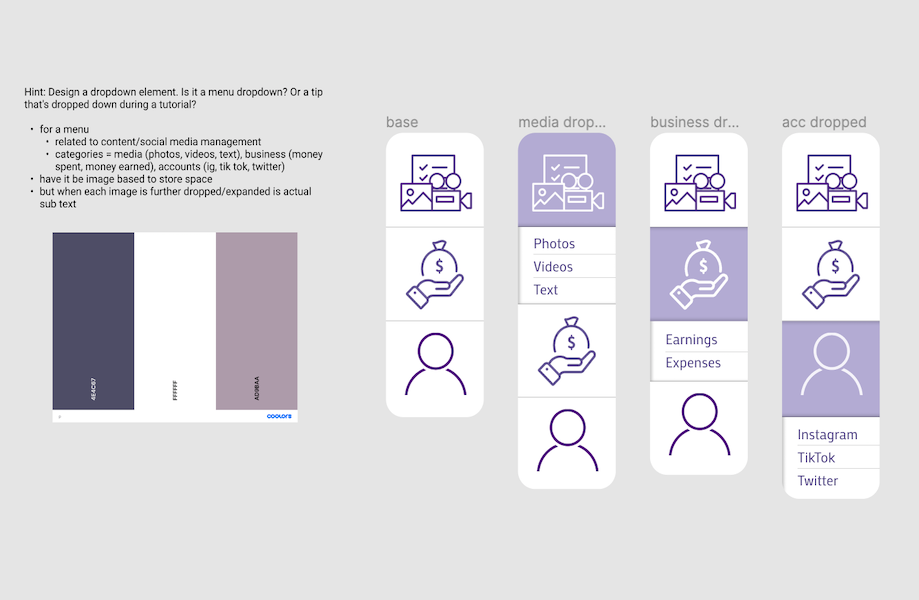 Hint: Design a dropdown element. Is it a menu dropdown? Or a tip
that's dropped down during a tutorial?
• for a menu
• related to content/social media management
• categories = media (photos, videos, text), business (money
spent, money earned), accounts (ig, tik tok, twitter)
• have it be image based to store space
• but when each image is further dropped/expanded is actual
sub text
4E4C67
FFFFFF
AD9BAA
coolors
base
media drop...
business dr...
acc dropped
$
Photos
Videos
Text
$
$
Earnings
Expenses
$
Instagram
TikTok
Twitter